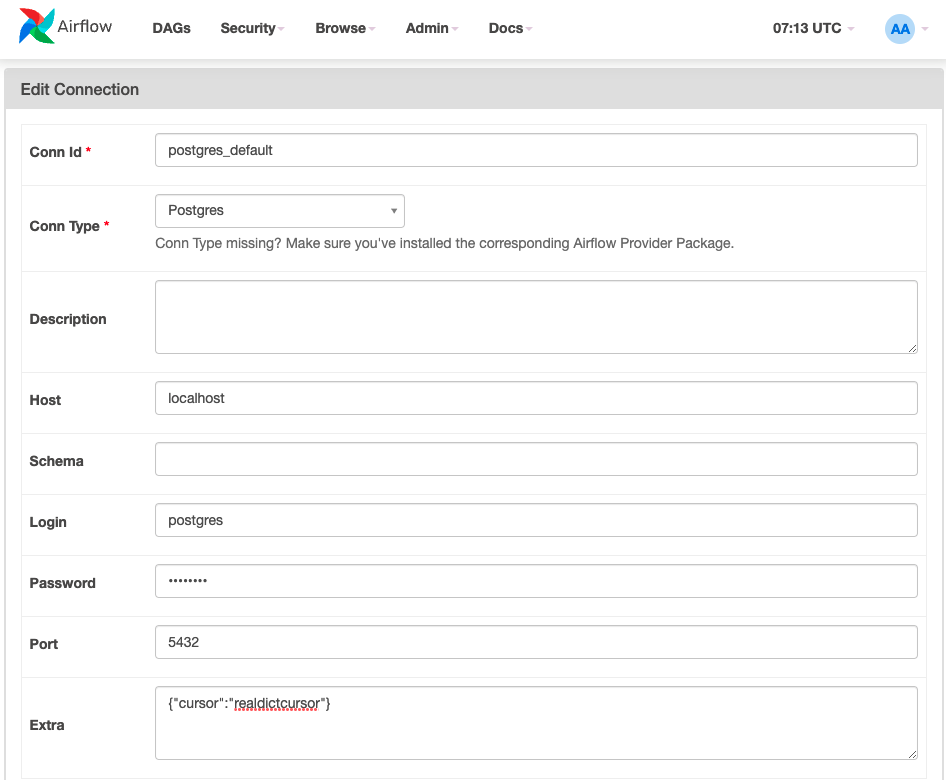 Airflow DAGs Security Browse Admin Docs 07:13 UTC AA
Edit Connection
Conn Id * postgres_default
Conn Type * Postgres
Conn Type missing? Make sure you've installed the corresponding Airflow Provider Package.
Description
Host localhost
Schema
Login postgres
Password ••••••••
Port 5432
Extra {"cursor":"realdictcursor"}